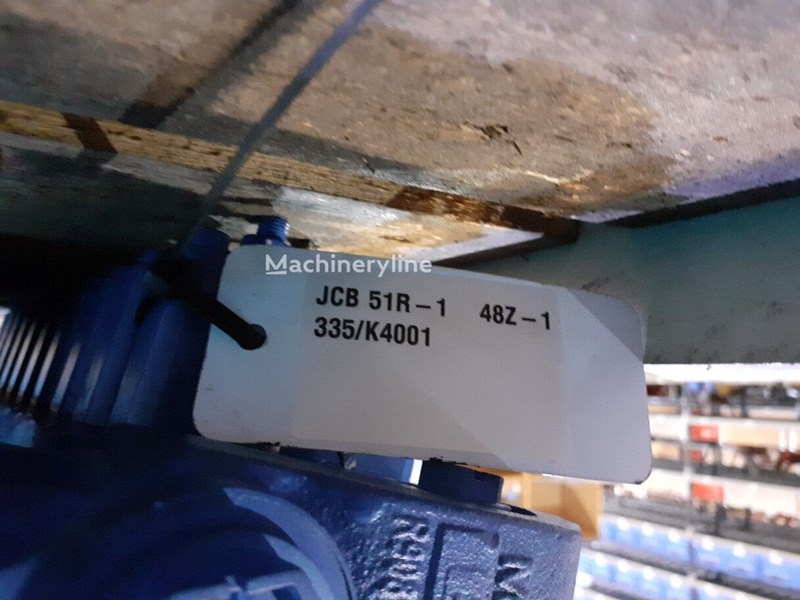 Machineryline
JCB 51R-1 48Z-1
335/K4001